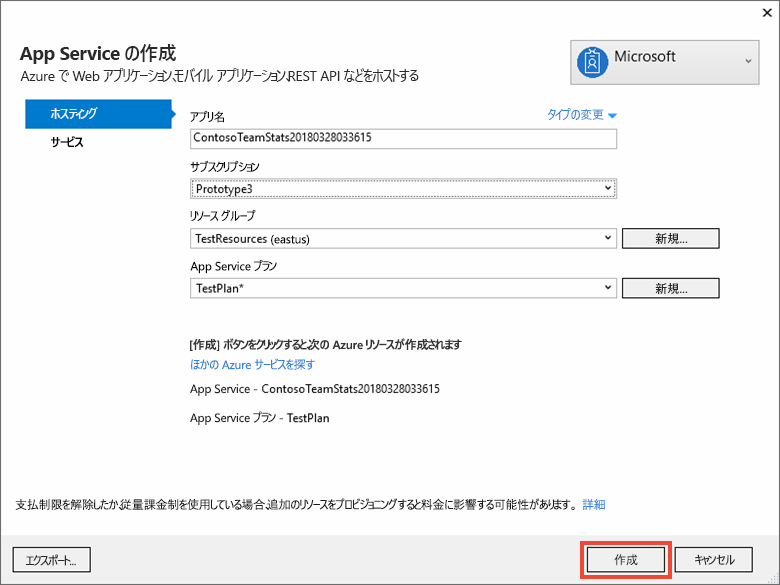 App Service の作成
Azure で Web アプリケーション,モバイル アプリケーション,REST API などをホストする
Microsoft
ホスティング
サービス
アプリ名
タイプの変更
ContosoTeamStats20180328033615
サブスクリプション
Prototype3
リソース グループ
TestResources (eastus)
新規...
App Service プラン
TestPlan*
新規...
[作成] ボタンをクリックすると、次の Azure リソースが作成されます
ほかの Azure サービスを探す
App Service - ContosoTeamStats20180328033615
App Service プラン - TestPlan
支払制限を解除したか、従量課金制を使用している場合、追加のリソースをプロビジョニングすると料金に影響する可能性があります。 詳細
エクスポート...
作成
キャンセル